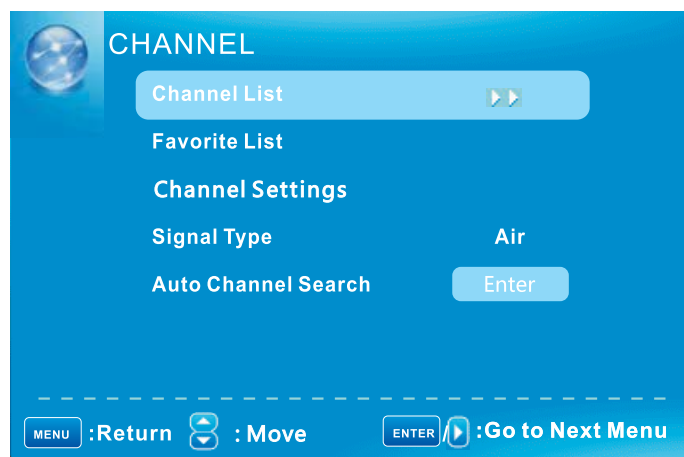 CHANNEL
Channel List
Favorite List
Channel Settings
Signal Type Air
Auto Channel Search Enter
MENU :Return : Move ENTER / :Go to Next Menu